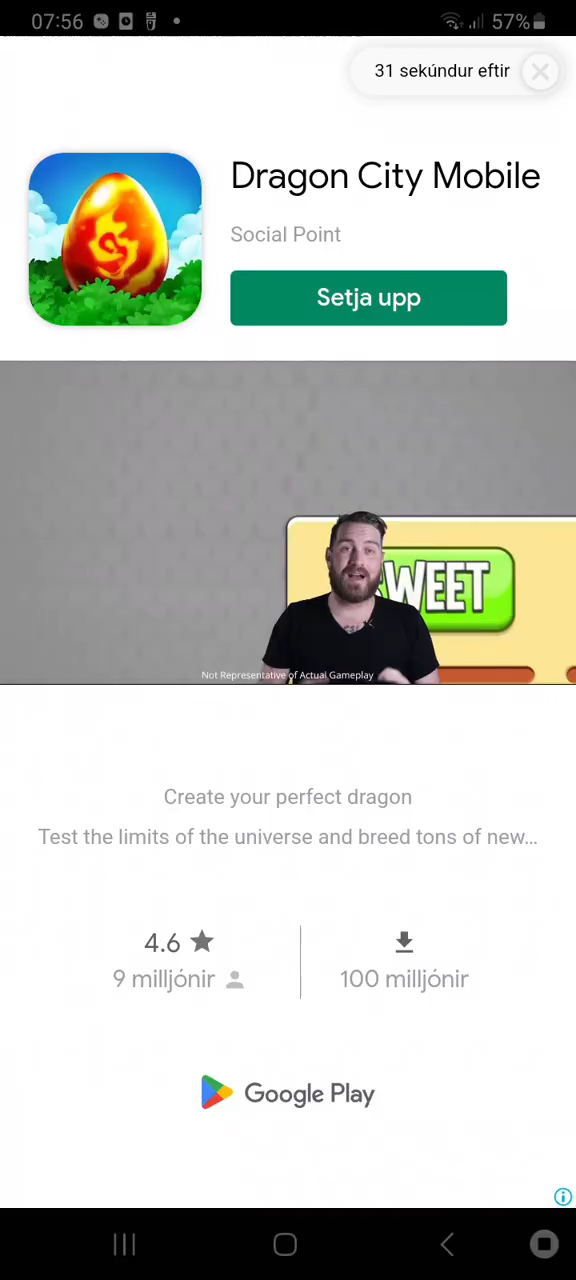 07:56
57%
31 sekúndur eftir
Dragon City Mobile
Social Point
Setja upp
WEET
Not Representative of Actual Gameplay
Create your perfect dragon
Test the limits of the universe and breed tons of new...
4.6
9 milljónir
100 milljónir
Google Play